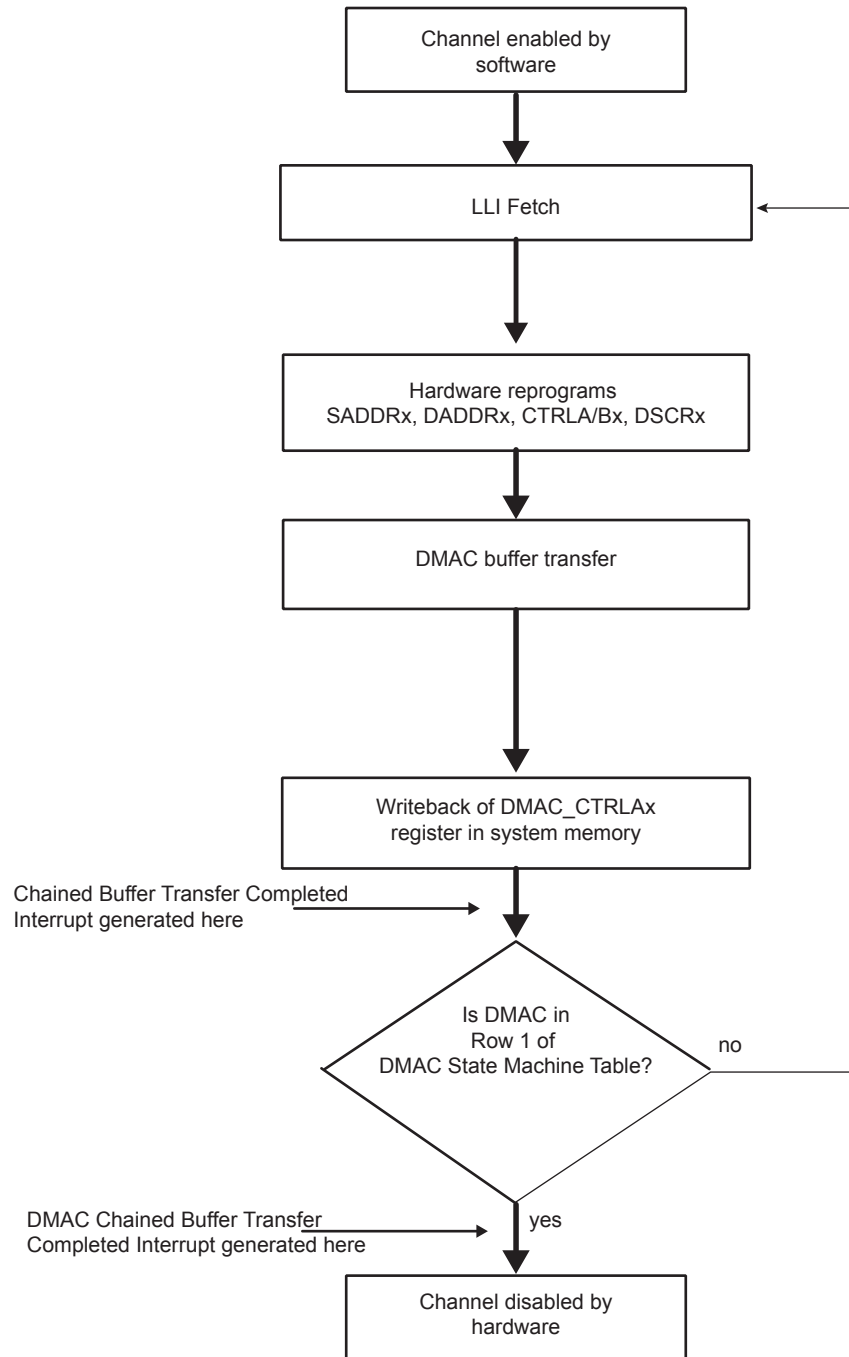 Channel enabled by
software
LLI Fetch
Hardware reprograms
SADDRx, DADDRx, CTRLA/Bx, DSCRx
DMAC buffer transfer
Writeback of DMAC_CTRLAx
register in system memory
Chained Buffer Transfer Completed
Interrupt generated here
Is DMAC in
Row 1 of
DMAC State Machine Table?
no
DMAC Chained Buffer Transfer
Completed Interrupt generated here
yes
Channel disabled by
hardware